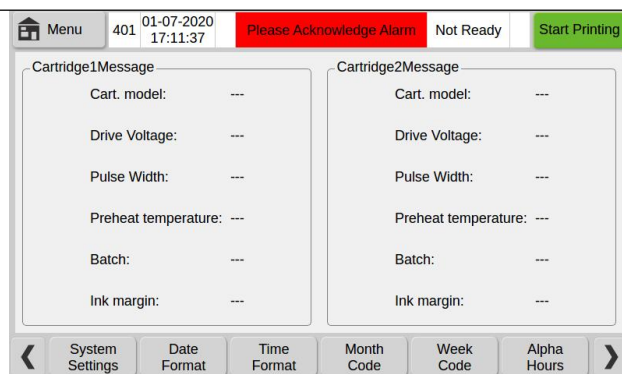 Menu
401
01-07-2020
17:11:37
Please Acknowledge Alarm
Not Ready
Start Printing
Cartridge1Message
Cart. model: ---
Drive Voltage: ---
Pulse Width: ---
Preheat temperature: ---
Batch: ---
Ink margin: ---
Cartridge2Message
Cart. model: ---
Drive Voltage: ---
Pulse Width: ---
Preheat temperature: ---
Batch: ---
Ink margin: ---
System
Settings
Date
Format
Time
Format
Month
Code
Week
Code
Alpha
Hours